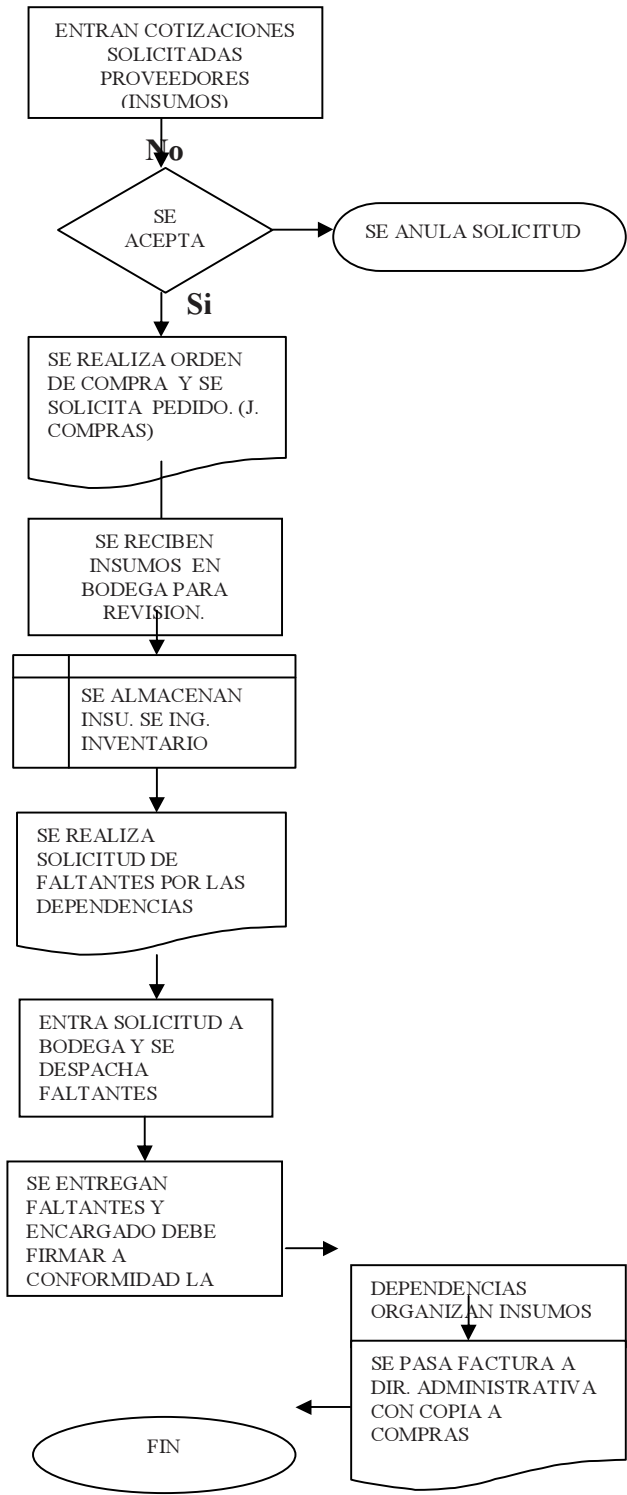 ENTRAN COTIZACIONES
SOLICITADAS
PROVEEDORES
(INSUMOS)
No
SE
ACEPTA
SE ANULA SOLICITUD
Si
SE REALIZA ORDEN
DE COMPRA Y SE
SOLICITA PEDIDO. (J.
COMPRAS)
SE RECIBEN
INSUMOS EN
BODEGA PARA
REVISION.
SE ALMACENAN
INSU. SE ING.
INVENTARIO
SE REALIZA
SOLICITUD DE
FALTANTES POR LAS
DEPENDENCIAS
ENTRA SOLICITUD A
BODEGA Y SE
DESPACHA
FALTANTES
SE ENTREGAN
FALTANTES Y
ENCARGADO DEBE
FIRMAR A
CONFORMIDAD LA
DEPENDENCIAS
ORGANIZAN INSUMOS
SE PASA FACTURA A
DIR. ADMINISTRATIVA
CON COPIA A
COMPRAS
FIN